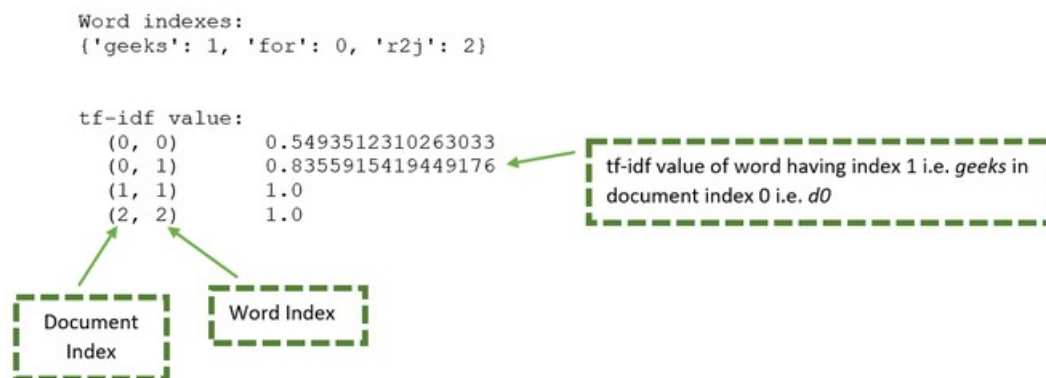 Word indexes:
{'geeks': 1, 'for': 0, 'r2j': 2}
tf-idf value:
(0, 0) 0.5493512310263033
(0, 1) 0.8355915419449176
(1, 1) 1.0
(2, 2) 1.0
tf-idf value of word having index 1 i.e. geeks in
document index 0 i.e. d0
Document
Index
Word Index